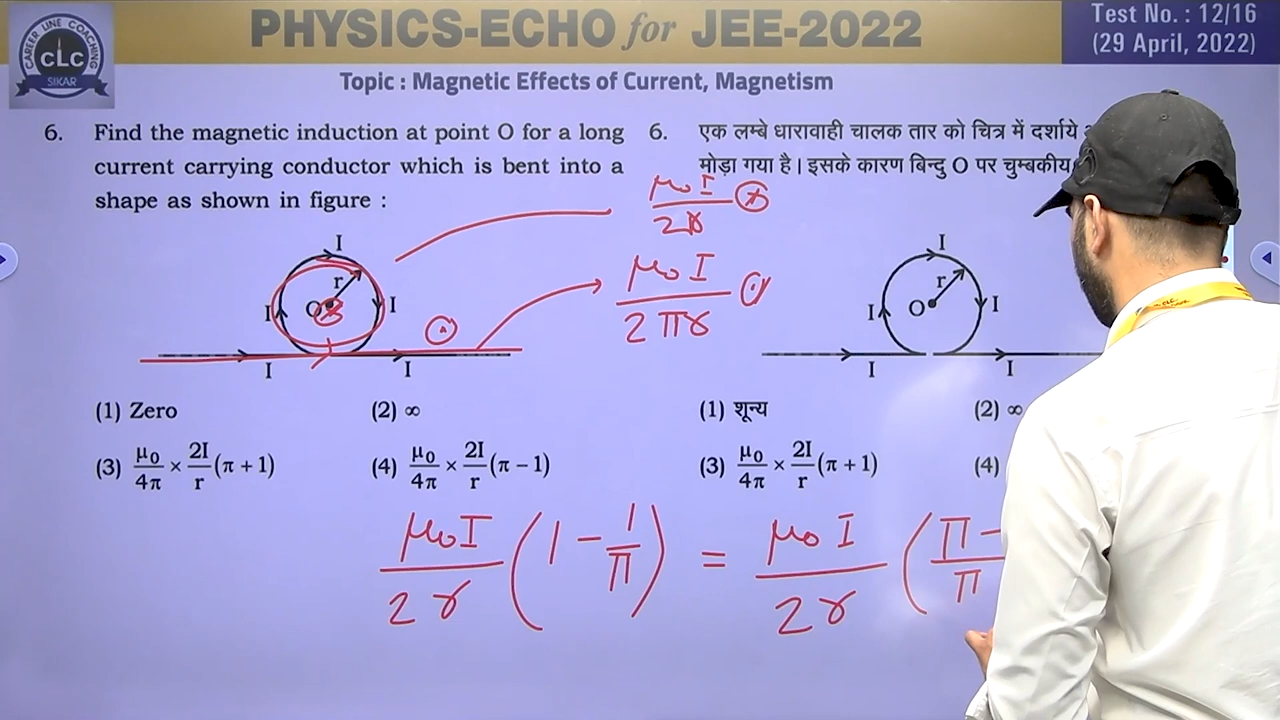 CAREER LINE COACHING
CLC
SIKAR
PHYSICS-ECHO for JEE-2022
Test No. : 12/16
(29 April, 2022)
Topic : Magnetic Effects of Current, Magnetism
6. Find the magnetic induction at point O for a long
current carrying conductor which is bent into a
shape as shown in figure :
I
r
O
I
I
I
I
(1) Zero (2) ∞
(3) μ0/4π × 2I/r (π + 1) (4) μ0/4π × 2I/r (π − 1)
6. एक लम्बे धारावाही चालक तार को चित्र में दर्शाये
मोड़ा गया है। इसके कारण बिन्दु O पर चुम्बकीय
I
r
O
I
I
I
I
(1) शून्य (2) ∞
(3) μ0/4π × 2I/r (π + 1) (4)
μ0 I/2r ⊗
μ0 I/2πr ⊙
μ0 I/2r (1 − 1/π) = μ0 I/2r (π −/π